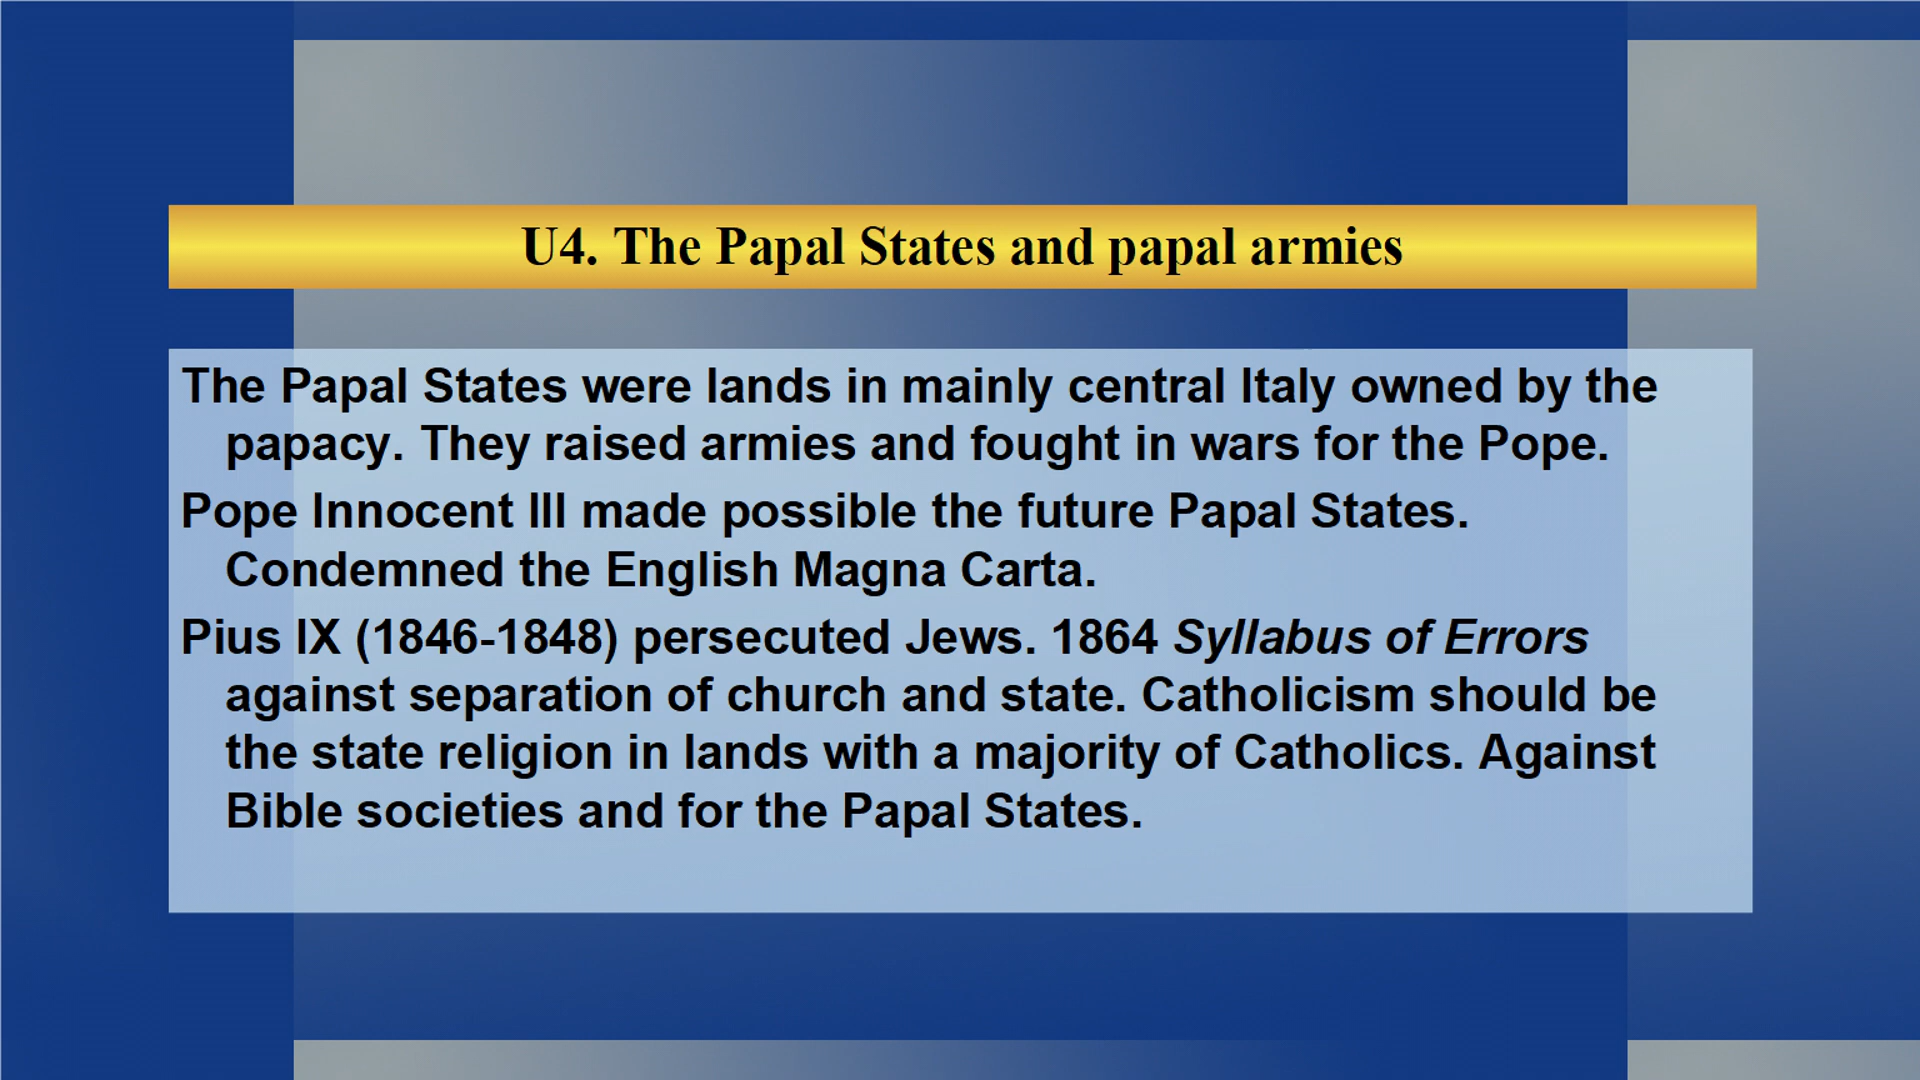 U4. The Papal States and papal armies
The Papal States were lands in mainly central Italy owned by the
papacy. They raised armies and fought in wars for the Pope.
Pope Innocent III made possible the future Papal States.
Condemned the English Magna Carta.
Pius IX (1846-1848) persecuted Jews. 1864 Syllabus of Errors
against separation of church and state. Catholicism should be
the state religion in lands with a majority of Catholics. Against
Bible societies and for the Papal States.